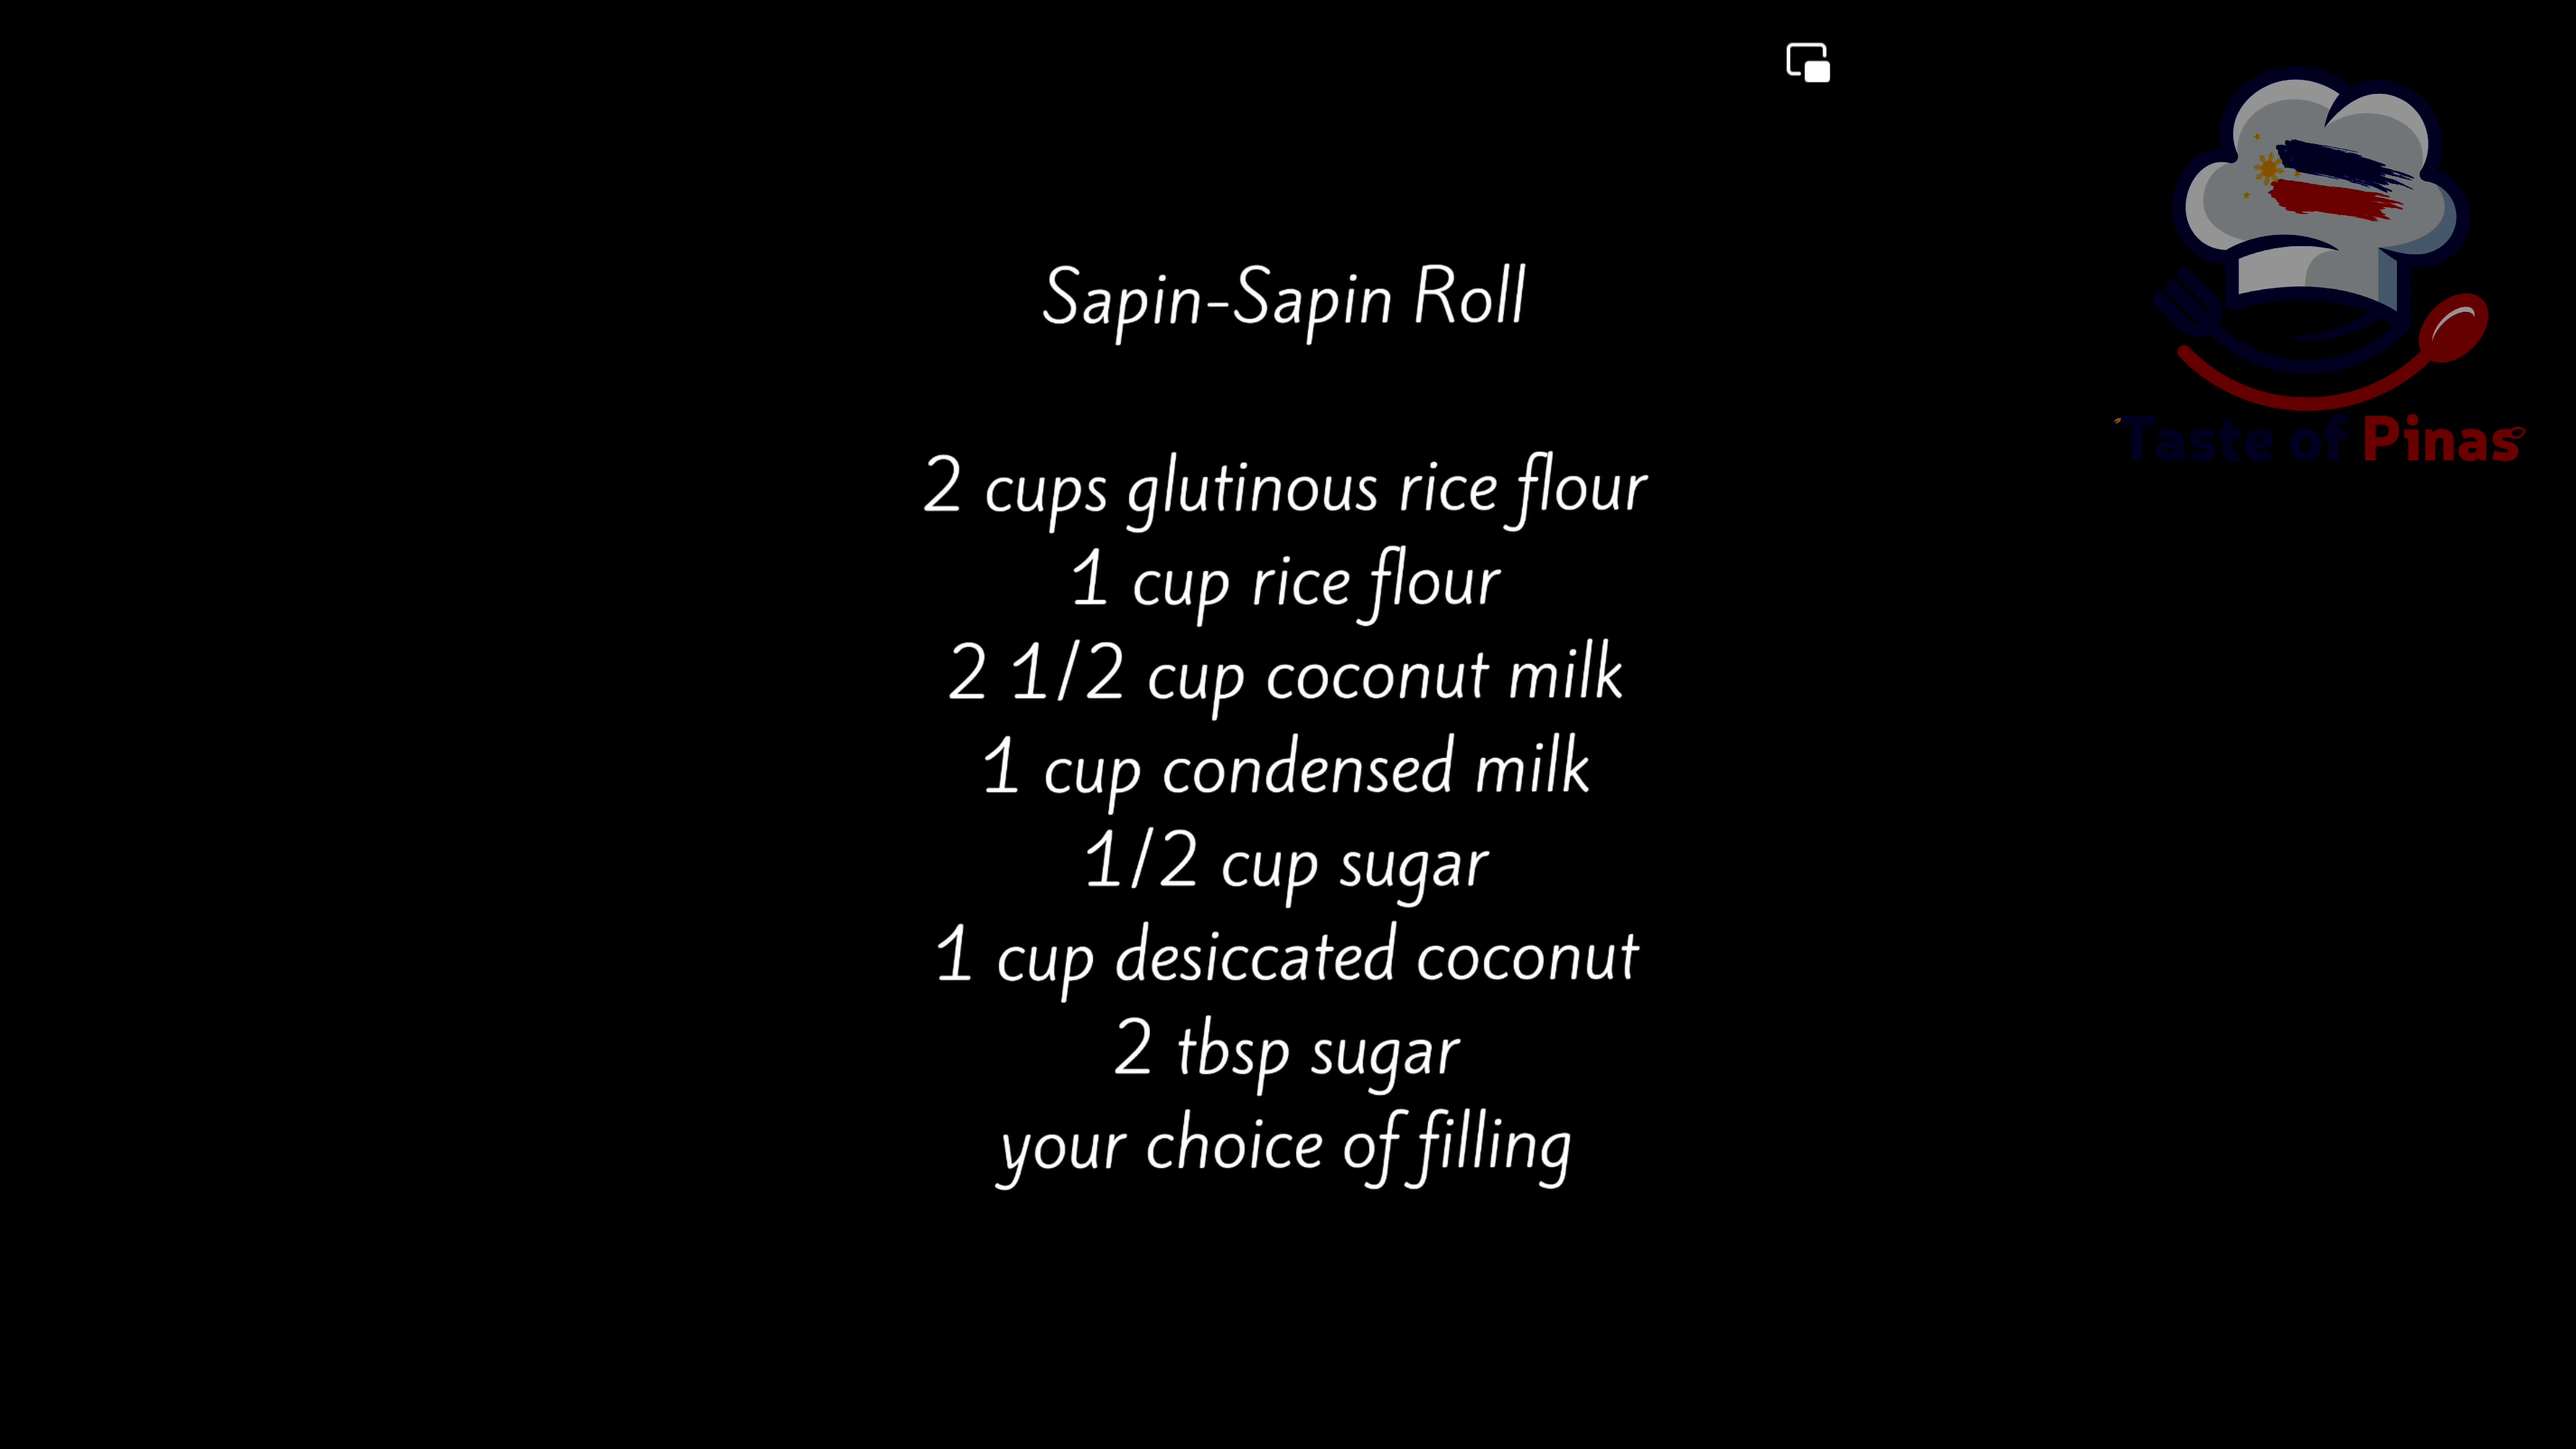 Sapin-Sapin Roll
2 cups glutinous rice flour
1 cup rice flour
2 1/2 cup coconut milk
1 cup condensed milk
1/2 cup sugar
1 cup desiccated coconut
2 tbsp sugar
your choice of filling
Taste of Pinas